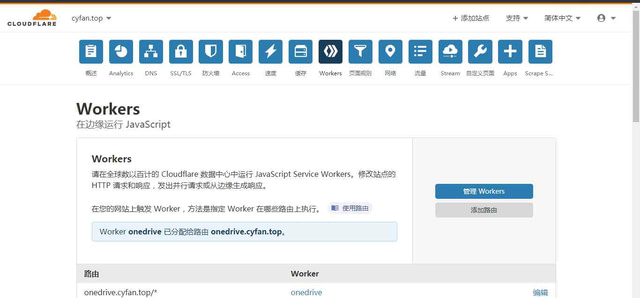 CLOUDFLARE
cyfan.top
添加站点
支持
简体中文
概述 Analytics DNS SSL/TLS 防火墙 Access 速度 缓存 Workers 页面规则 网络 流量 Stream 自定义页面 Apps Scrape S...
Workers
在边缘运行 JavaScript
Workers
请在全球数以百计的 Cloudflare 数据中心中运行 JavaScript Service Workers。修改站点的
HTTP 请求和响应，发出并行请求或从边缘生成响应。
在您的网站上触发 Worker，方法是指定 Worker 在哪些路由上执行。 使用路由
Worker onedrive 已分配给路由 onedrive.cyfan.top。
管理 Workers
添加路由
路由 Worker
onedrive.cyfan.top/* onedrive 编辑